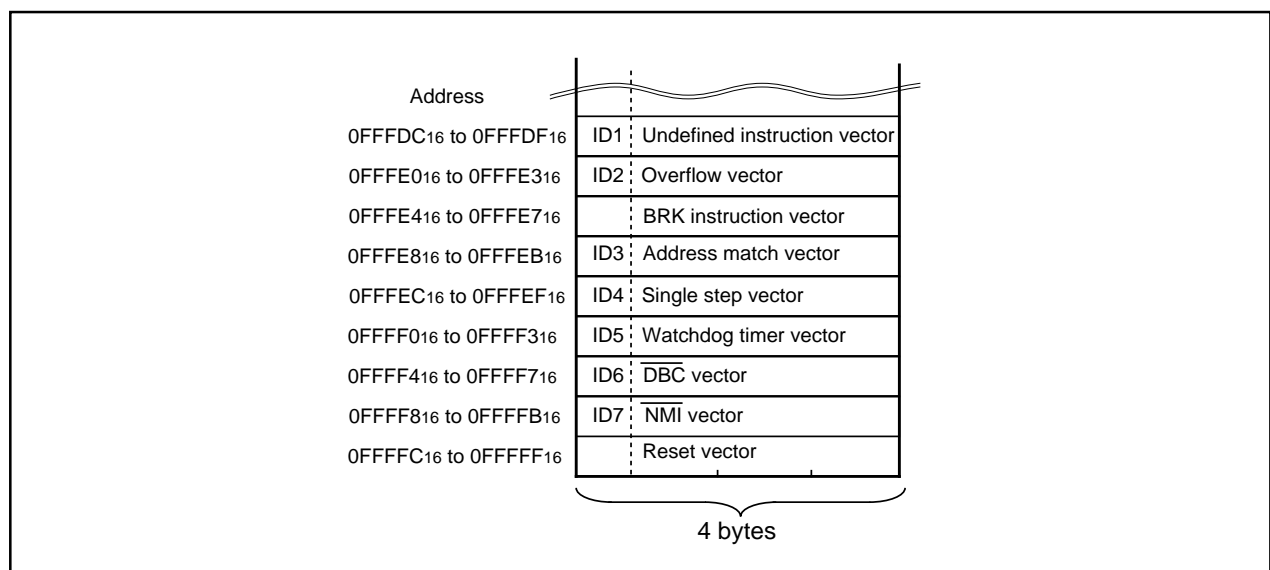 Address
0FFFDC16 to 0FFFDF16 ID1 Undefined instruction vector
0FFFE016 to 0FFFE316 ID2 Overflow vector
0FFFE416 to 0FFFE716 BRK instruction vector
0FFFE816 to 0FFFEB16 ID3 Address match vector
0FFFEC16 to 0FFFEF16 ID4 Single step vector
0FFFF016 to 0FFFF316 ID5 Watchdog timer vector
0FFFF416 to 0FFFF716 ID6 D̅B̅C̅ vector
0FFFF816 to 0FFFFB16 ID7 N̅M̅I̅ vector
0FFFFC16 to 0FFFFF16 Reset vector
4 bytes